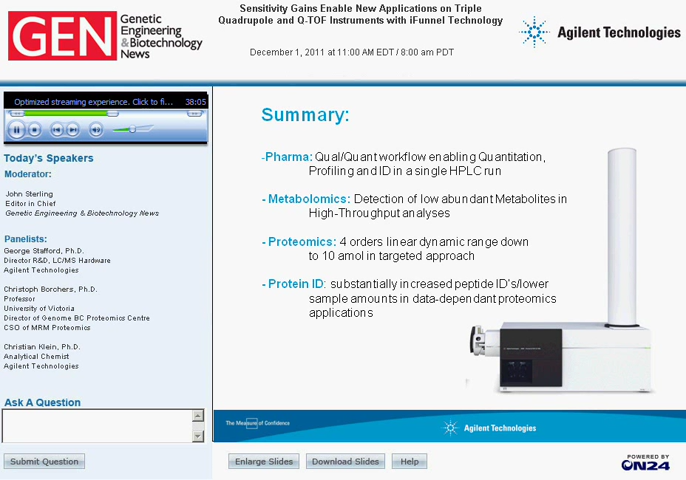 GEN
Genetic
Engineering
& Biotechnology
News
Sensitivity Gains Enable New Applications on Triple
Quadrupole and Q-TOF Instruments with iFunnel Technology
December 1, 2011 at 11:00 AM EDT / 8:00 am PDT
Agilent Technologies
Optimized streaming experience. Click to fi... 38:05
Today's Speakers
Moderator:
John Sterling
Editor in Chief
Genetic Engineering & Biotechnology News
Panelists:
George Stafford, Ph.D.
Director R&D, LC/MS Hardware
Agilent Technologies
Christoph Borchers, Ph.D.
Professor
University of Victoria
Director of Genome BC Proteomics Centre
CSO of MRM Proteomics
Christian Klein, Ph.D.
Analytical Chemist
Agilent Technologies
Ask A Question
Submit Question
Summary:
-Pharma: Qual/Quant workflow enabling Quantitation,
Profiling and ID in a single HPLC run
- Metabolomics: Detection of low abundant Metabolites in
High-Throughput analyses
- Proteomics: 4 orders linear dynamic range down
to 10 amol in targeted approach
- Protein ID: substantially increased peptide ID's/lower
sample amounts in data-dependant proteomics
applications
The Measure of Confidence
Agilent Technologies
Enlarge Slides
Download Slides
Help
POWERED BY
ON24